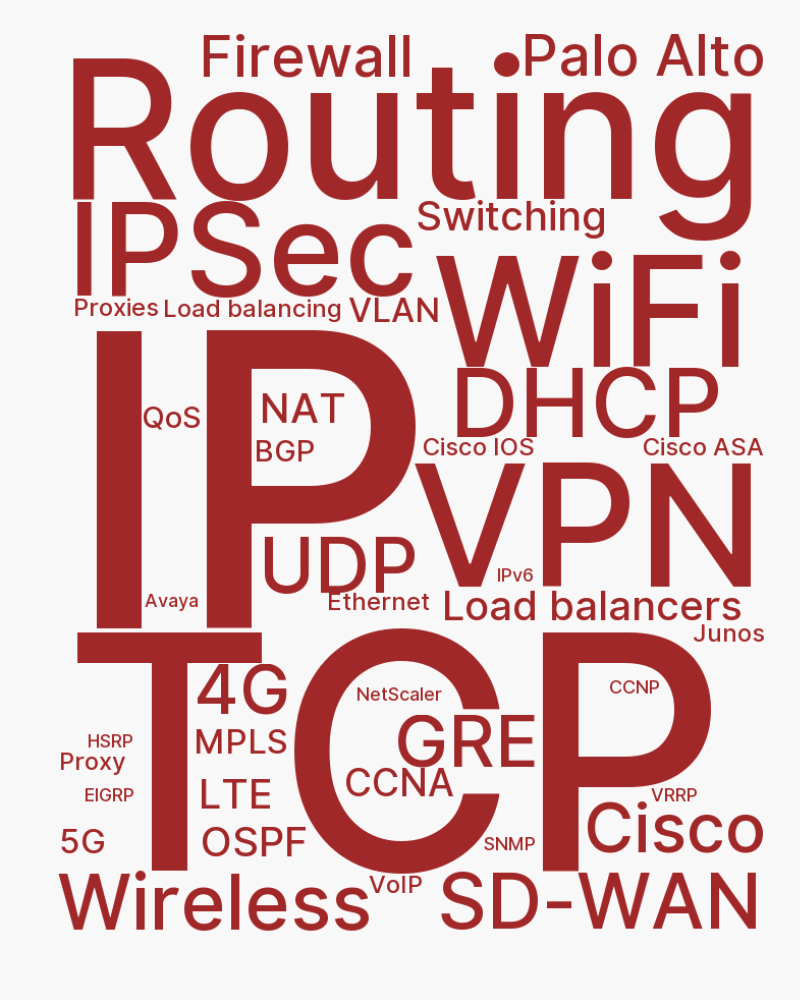 Firewall
Palo Alto
Routing
IPSec
Switching
WiFi
Proxies
Load balancing
VLAN
IP
DHCP
QoS
NAT
BGP
Cisco IOS
Cisco ASA
VPN
UDP
IPv6
Avaya
Ethernet
Load balancers
Junos
TCP
4G
NetScaler
CCNP
GRE
HSRP
MPLS
Proxy
CCNA
EIGRP
LTE
VRRP
Cisco
5G
OSPF
SNMP
Wireless
VoIP
SD-WAN